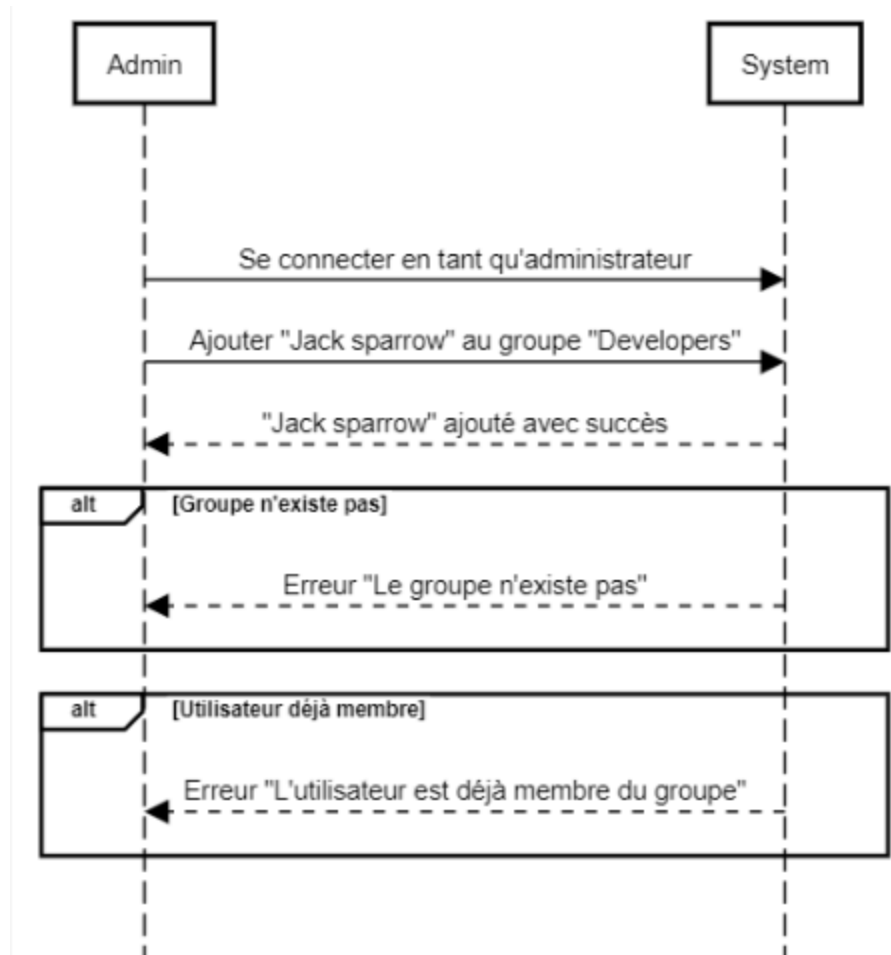 Admin
System
Se connecter en tant qu'administrateur
Ajouter "Jack sparrow" au groupe "Developers"
"Jack sparrow" ajouté avec succès
alt
[Groupe n'existe pas]
Erreur "Le groupe n'existe pas"
alt
[Utilisateur déjà membre]
Erreur "L'utilisateur est déjà membre du groupe"